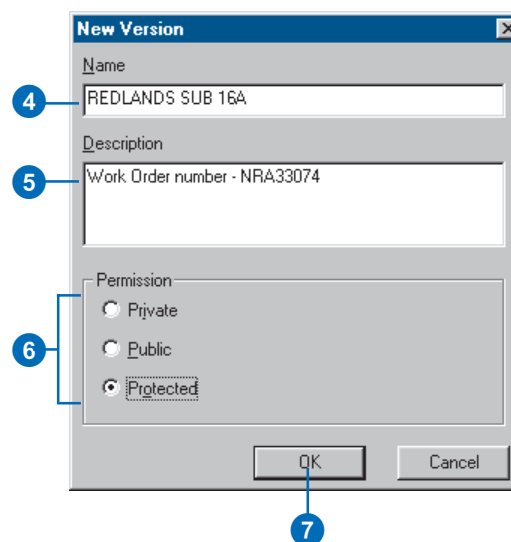 New Version
Name
4
REDLANDS SUB 16A
Description
5
Work Order number - NRA33074
Permission
Private
6
Public
Protected
OK
Cancel
7